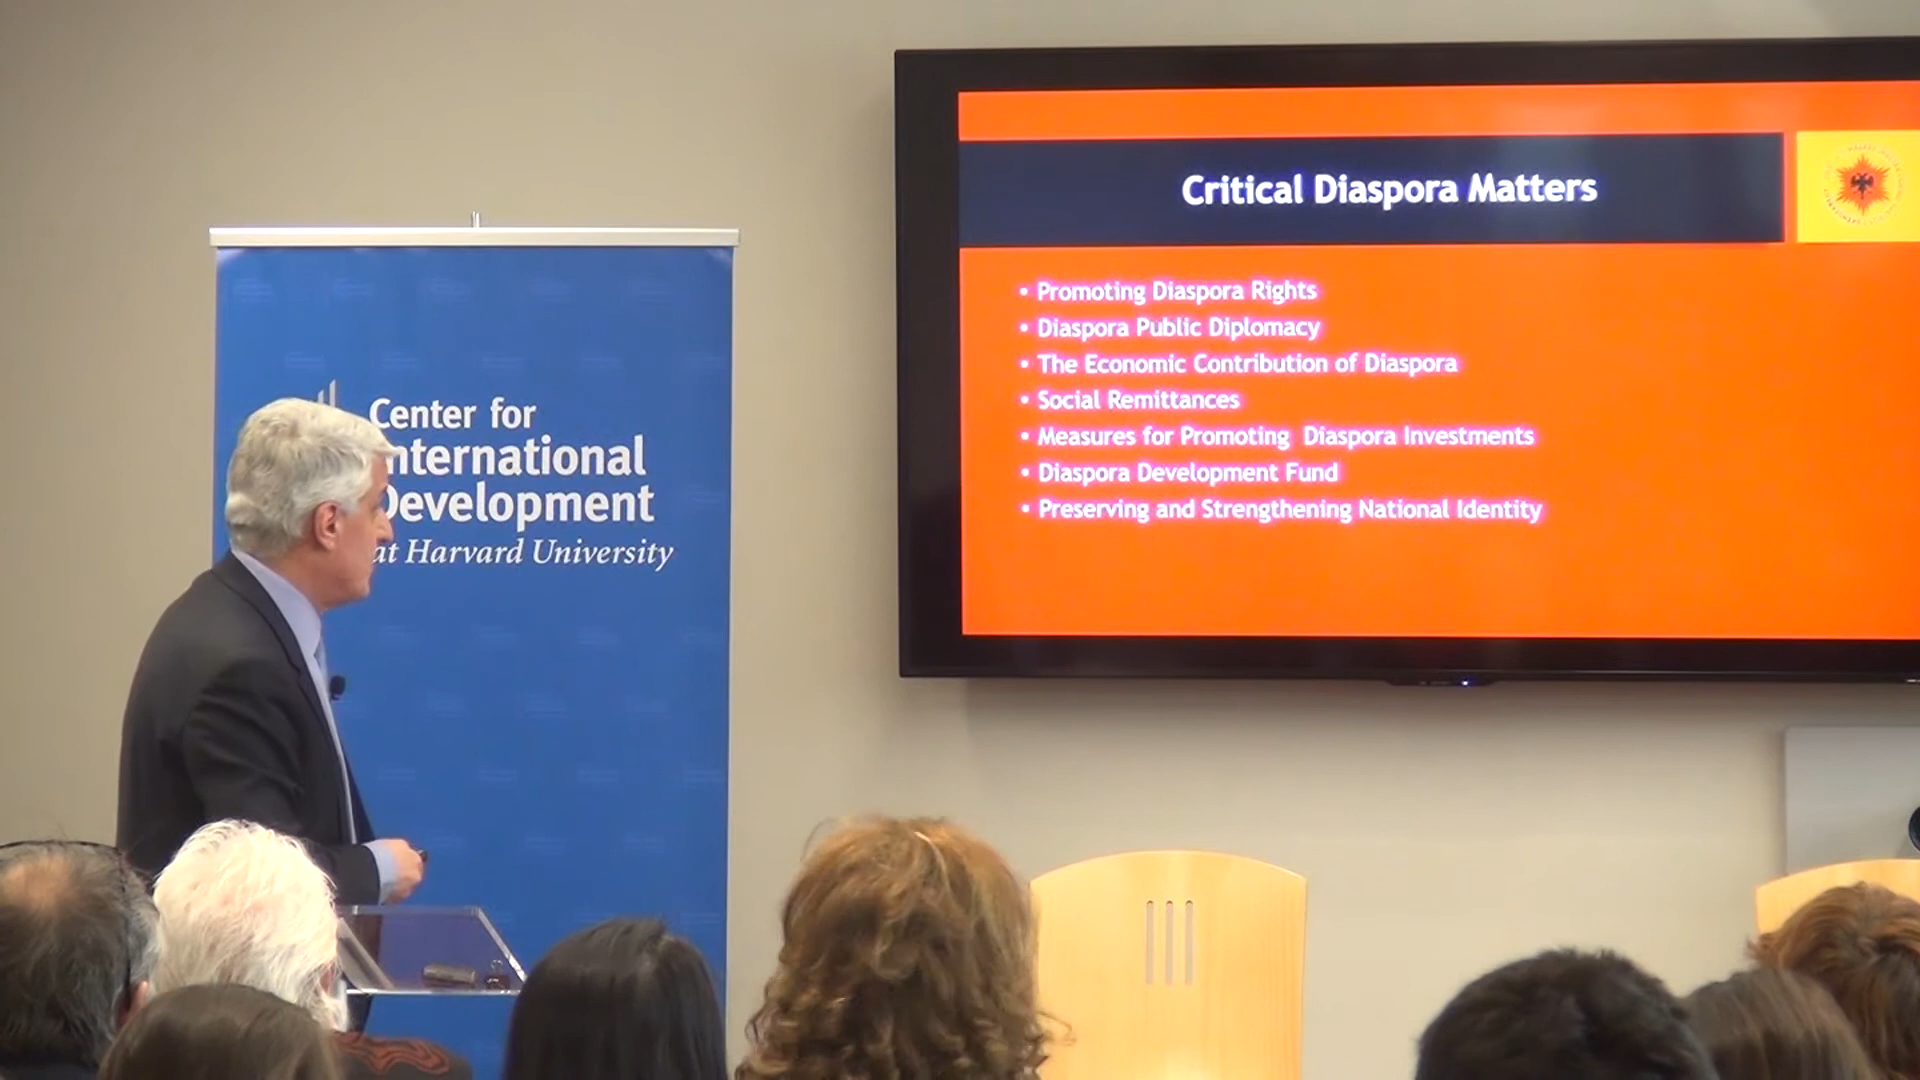 Center for
International
Development
at Harvard University
Critical Diaspora Matters
• Promoting Diaspora Rights
• Diaspora Public Diplomacy
• The Economic Contribution of Diaspora
• Social Remittances
• Measures for Promoting Diaspora Investments
• Diaspora Development Fund
• Preserving and Strengthening National Identity